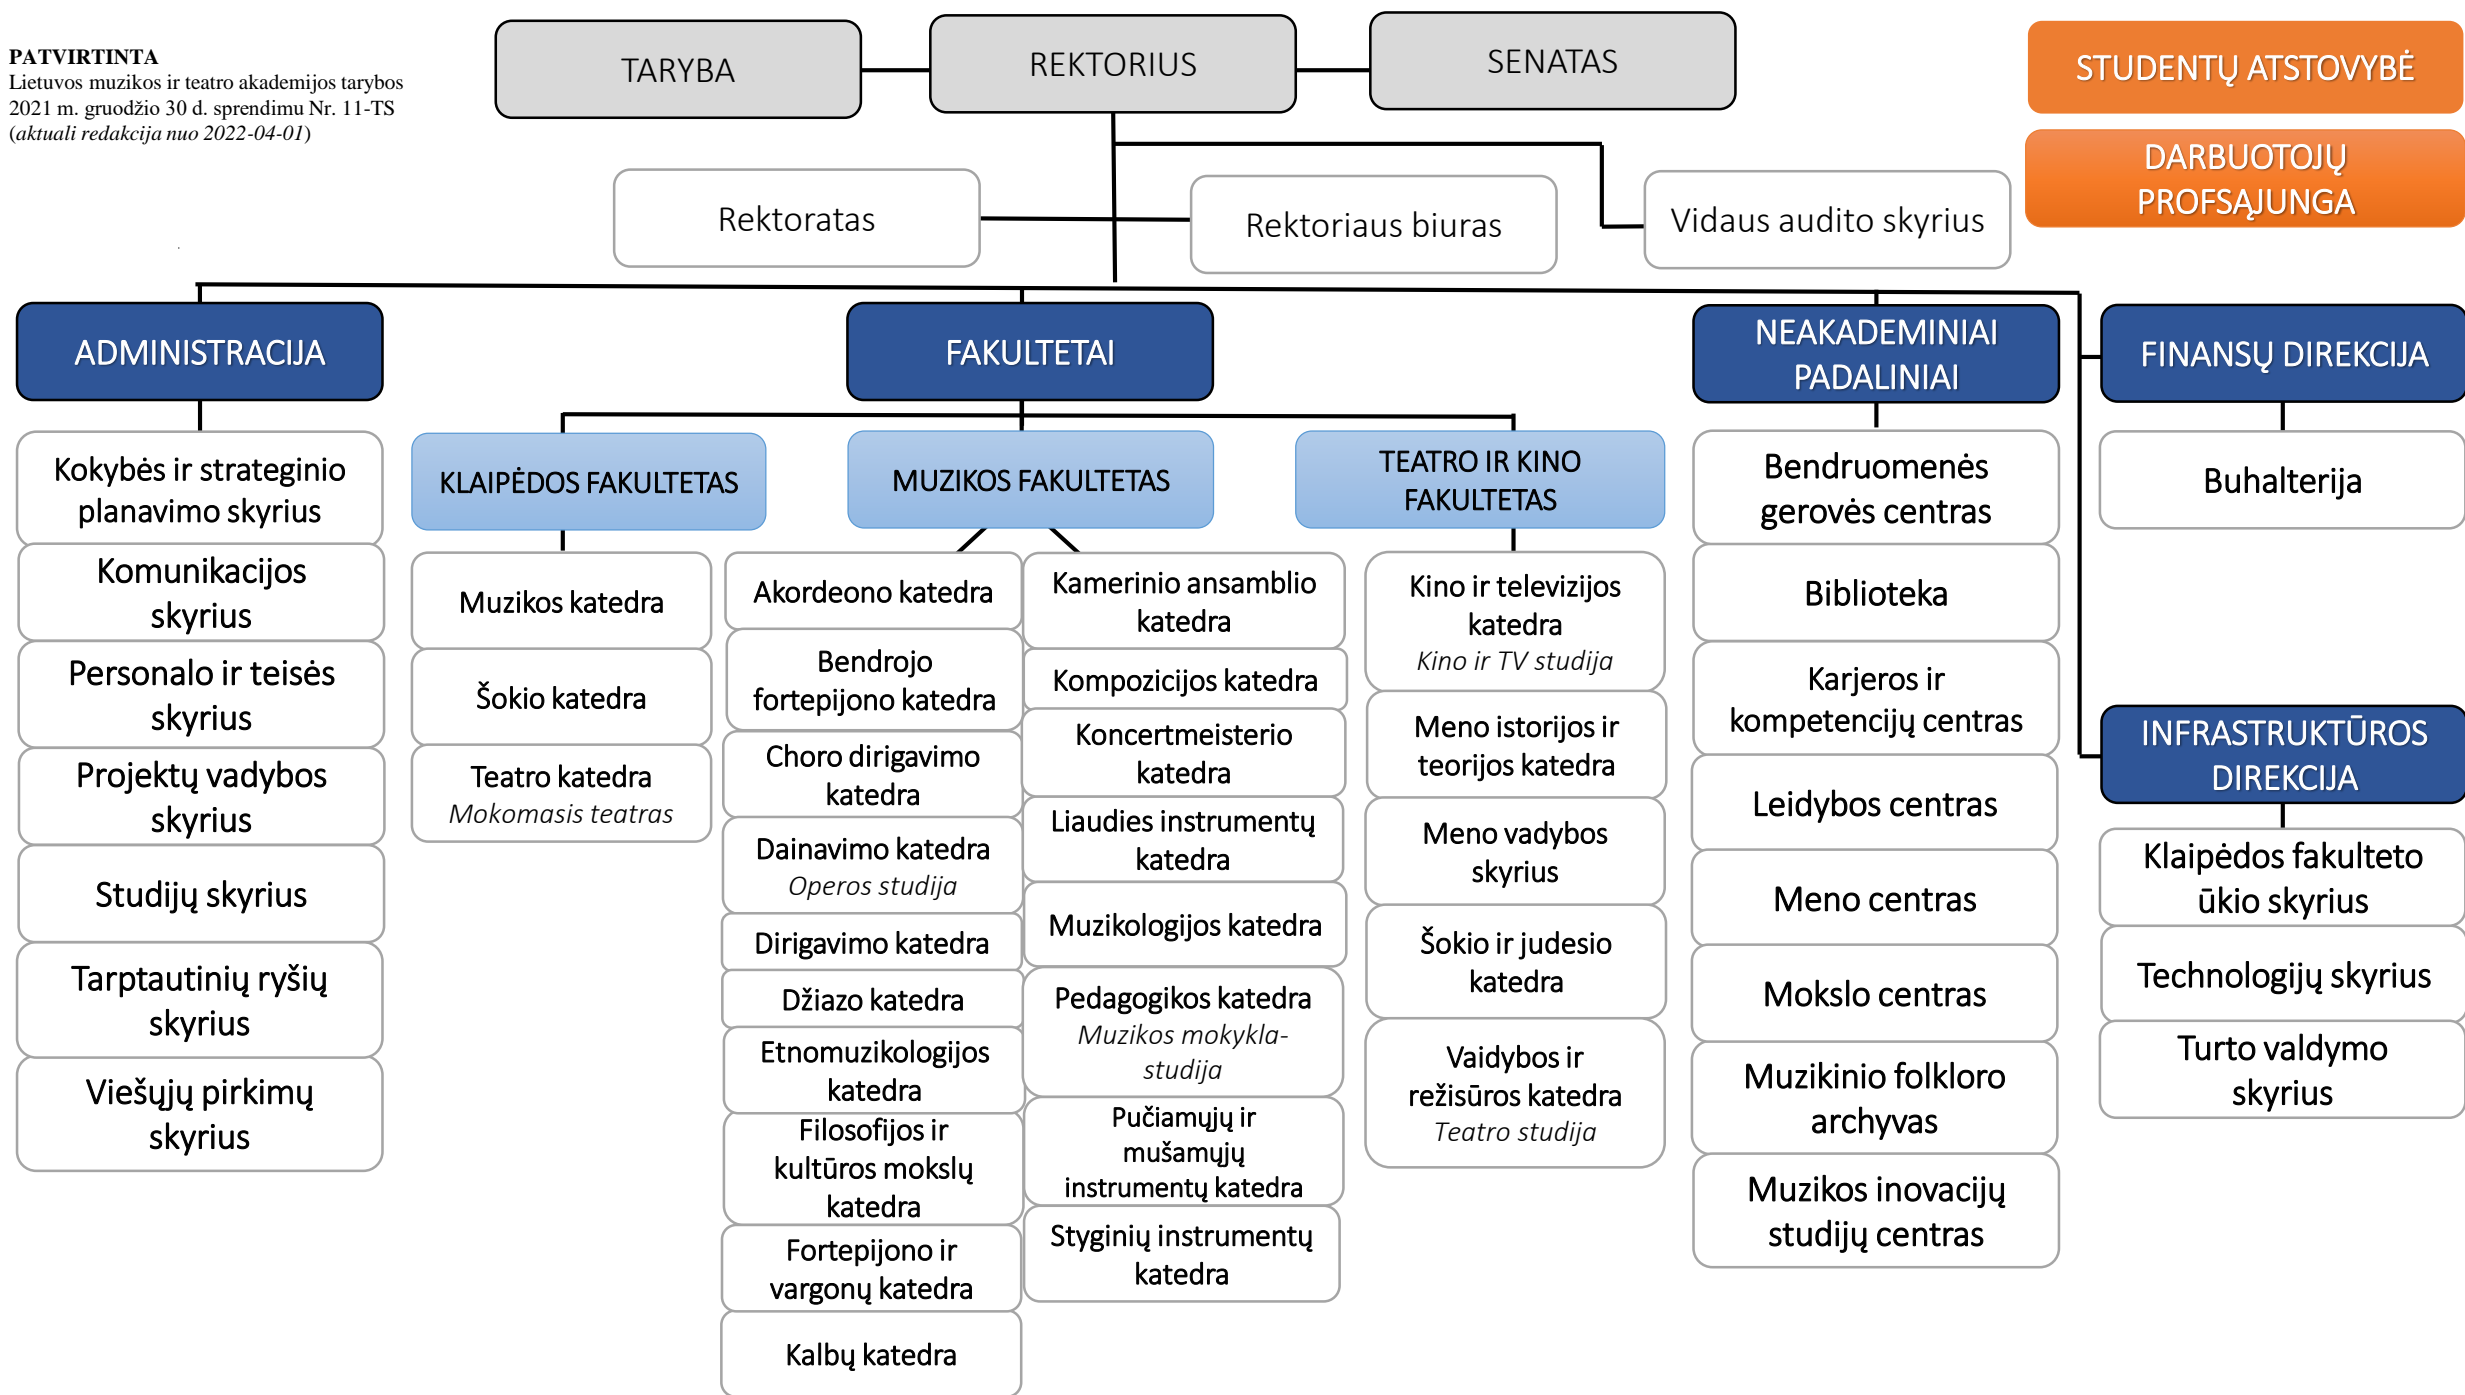 PATVIRTINTA
Lietuvos muzikos ir teatro akademijos tarybos
2021 m. gruodžio 30 d. sprendimu Nr. 11-TS
(aktuali redakcija nuo 2022-04-01)
TARYBA
REKTORIUS
SENATAS
STUDENTŲ ATSTOVYBĖ
DARBUOTOJŲ
PROFSĄJUNGA
Rektoratas
Rektoriaus biuras
Vidaus audito skyrius
ADMINISTRACIJA
Kokybės ir strateginio
planavimo skyrius
Komunikacijos
skyrius
Personalo ir teisės
skyrius
Projektų vadybos
skyrius
Studijų skyrius
Tarptautinių ryšių
skyrius
Viešųjų pirkimų
skyrius
FAKULTETAI
KLAIPĖDOS FAKULTETAS
Muzikos katedra
Šokio katedra
Teatro katedra
Mokomasis teatras
MUZIKOS FAKULTETAS
Akordeono katedra
Bendrojo
fortepijono katedra
Choro dirigavimo
katedra
Dainavimo katedra
Operos studija
Dirigavimo katedra
Džiazo katedra
Etnomuzikologijos
katedra
Filosofijos ir
kultūros mokslų
katedra
Fortepijono ir
vargonų katedra
Kalbų katedra
Kamerinio ansamblio
katedra
Kompozicijos katedra
Koncertmeisterio
katedra
Liaudies instrumentų
katedra
Muzikologijos katedra
Pedagogikos katedra
Muzikos mokykla-
studija
Pučiamųjų ir
mušamųjų
instrumentų katedra
Styginių instrumentų
katedra
TEATRO IR KINO
FAKULTETAS
Kino ir televizijos
katedra
Kino ir TV studija
Meno istorijos ir
teorijos katedra
Meno vadybos
skyrius
Šokio ir judesio
katedra
Vaidybos ir
režisūros katedra
Teatro studija
NEAKADEMINIAI
PADALINIAI
Bendruomenės
gerovės centras
Biblioteka
Karjeros ir
kompetencijų centras
Leidybos centras
Meno centras
Mokslo centras
Muzikinio folkloro
archyvas
Muzikos inovacijų
studijų centras
FINANSŲ DIREKCIJA
Buhalterija
INFRASTRUKTŪROS
DIREKCIJA
Klaipėdos fakulteto
ūkio skyrius
Technologijų skyrius
Turto valdymo
skyrius